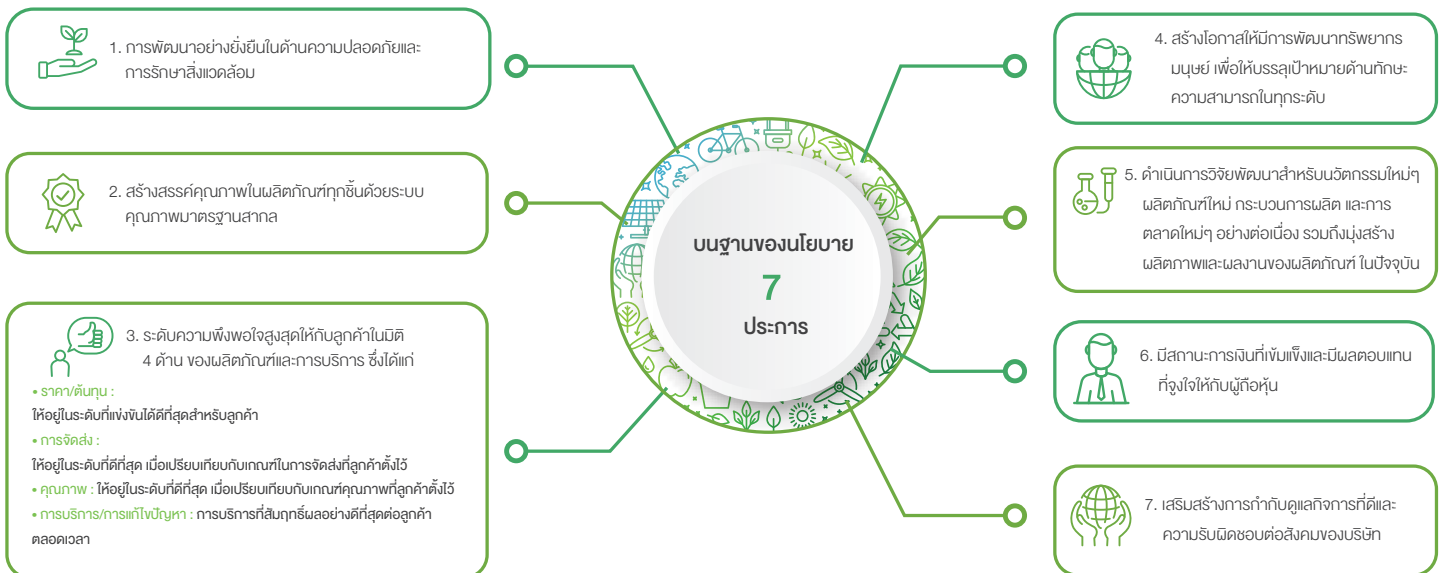 1. การพัฒนาอย่างยั่งยืนในด้านความปลอดภัยและ
การรักษาสิ่งแวดล้อม
2. สร้างสรรค์คุณภาพในผลิตภัณฑ์ทุกชิ้นด้วยระบบ
คุณภาพมาตรฐานสากล
3. ระดับความพึงพอใจสูงสุดให้กับลูกค้าในมิติ
4 ด้าน ของผลิตภัณฑ์และการบริการ ซึ่งได้แก่
• ราคา/ต้นทุน :
ให้อยู่ในระดับที่แข่งขันได้ดีที่สุดสำหรับลูกค้า
• การจัดส่ง :
ให้อยู่ในระดับที่ดีที่สุด เมื่อเปรียบเทียบกับเกณฑ์ในการจัดส่งที่ลูกค้าตั้งไว้
• คุณภาพ : ให้อยู่ในระดับที่ดีที่สุด เมื่อเปรียบเทียบกับเกณฑ์คุณภาพที่ลูกค้าตั้งไว้
• การบริการ/การแก้ไขปัญหา : การบริการที่สัมฤทธิ์ผลอย่างดีที่สุดต่อลูกค้า
ตลอดเวลา
บนฐานของนโยบาย
7
ประการ
4. สร้างโอกาสให้มีการพัฒนาทรัพยากร
มนุษย์ เพื่อให้บรรลุเป้าหมายด้านทักษะ
ความสามารถในทุกระดับ
5. ดำเนินการวิจัยพัฒนาสำหรับนวัตกรรมใหม่ๆ
ผลิตภัณฑ์ใหม่ กระบวนการผลิต และการ
ตลาดใหม่ๆ อย่างต่อเนื่อง รวมถึงมุ่งสร้าง
ผลิตภาพและผลงานของผลิตภัณฑ์ ในปัจจุบัน
6. มีสถานะการเงินที่เข้มแข็งและมีผลตอบแทน
ที่จูงใจให้กับผู้ถือหุ้น
7. เสริมสร้างการกำกับดูแลกิจการที่ดีและ
ความรับผิดชอบต่อสังคมของบริษัท